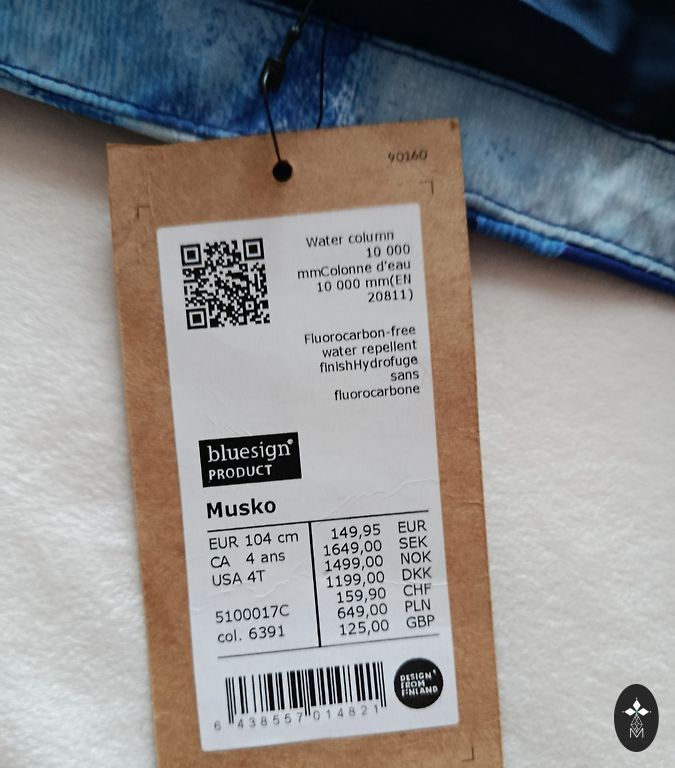 90160
Water column
10 000
mmColonne d'eau
10 000 mm(EN
20811)
Fluorocarbon-free
water repellent
finishHydrofuge
sans
fluorocarbone
bluesign®
PRODUCT
Musko
EUR 104 cm
CA 4 ans
USA 4T
5100017C
col. 6391
149,95 EUR
1649,00 SEK
1499,00 NOK
1199,00 DKK
159,90 CHF
649,00 PLN
125,00 GBP
6 438557 014821
DESIGN
FROM
FINLAND
M